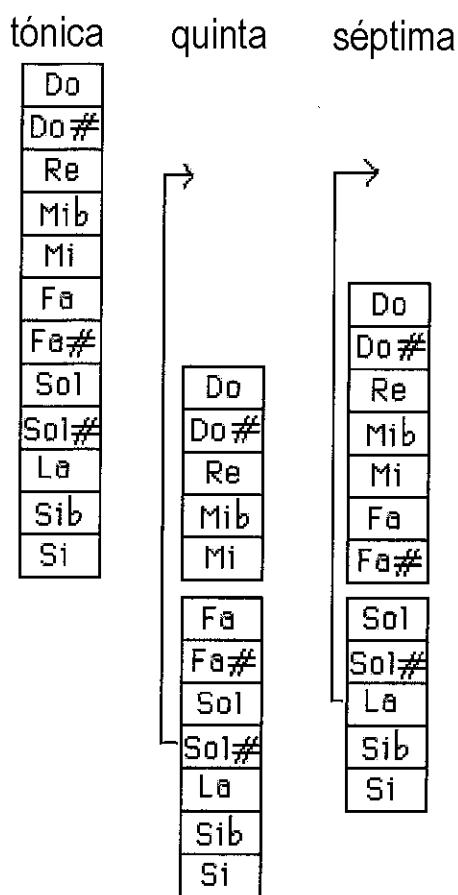 tónica
Do
Do#
Re
Mib
Mi
Fa
Fa#
Sol
Sol#
La
Sib
Si
quinta
Do
Do#
Re
Mib
Mi
Fa
Fa#
Sol
Sol#
La
Sib
Si
séptima
Do
Do#
Re
Mib
Mi
Fa
Fa#
Sol
Sol#
La
Sib
Si